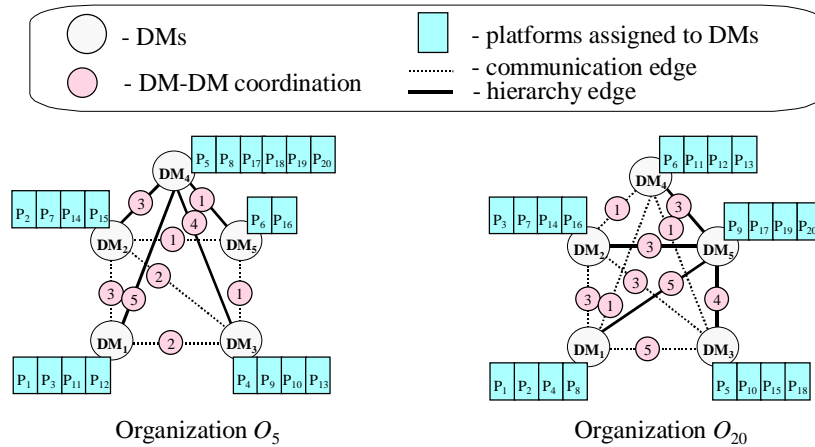 - DMs
- platforms assigned to DMs
- DM-DM coordination
- communication edge
- hierarchy edge
P5 P8 P17 P18 P19 P20
DM4
3
1
4
P2 P7 P14 P15
P6 P16
DM2
1
DM5
2
3
5
1
DM1
2
DM3
P1 P3 P11 P12
P4 P9 P10 P13
Organization O5
P6 P11 P12 P13
DM4
1
3
1
P3 P7 P14 P16
P9 P17 P19 P20
DM2
3
DM5
3
5
3
1
4
DM1
5
DM3
P1 P2 P4 P8
P5 P10 P15 P18
Organization O20